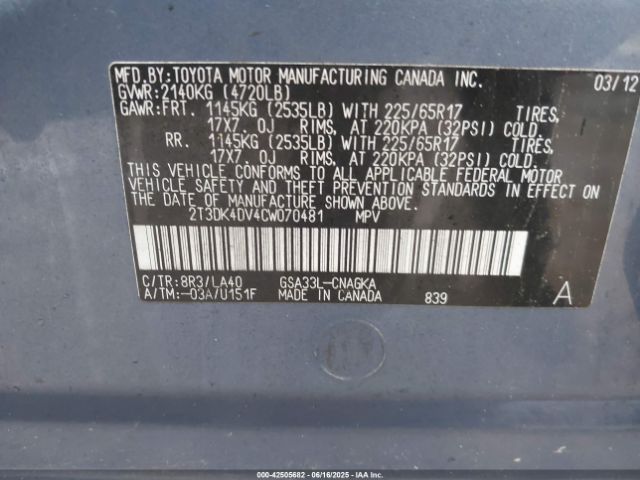 MFD.BY:TOYOTA MOTOR MANUFACTURING CANADA INC. 03/12
GVWR:2140KG (4720LB)
GAWR:FRT. 1145KG (2535LB) WITH 225/65R17 TIRES,
17X7.0J RIMS, AT 220KPA (32PSI) COLD.
RR. 1145KG (2535LB) WITH 225/65R17 TIRES,
17X7.0J RIMS, AT 220KPA (32PSI) COLD.
THIS VEHICLE CONFORMS TO ALL APPLICABLE FEDERAL MOTOR
VEHICLE SAFETY AND THEFT PREVENTION STANDARDS IN EFFECT ON
THE DATE OF MANUFACTURE SHOWN ABOVE.
2T3DK4DV4CW070481 MPV
C/TR:8R3/LA40 GSA33L-CNAGKA
A/TM:-03A/U151F MADE IN CANADA 839 A
000-42505682 - 06/16/2025 - IAA Inc.